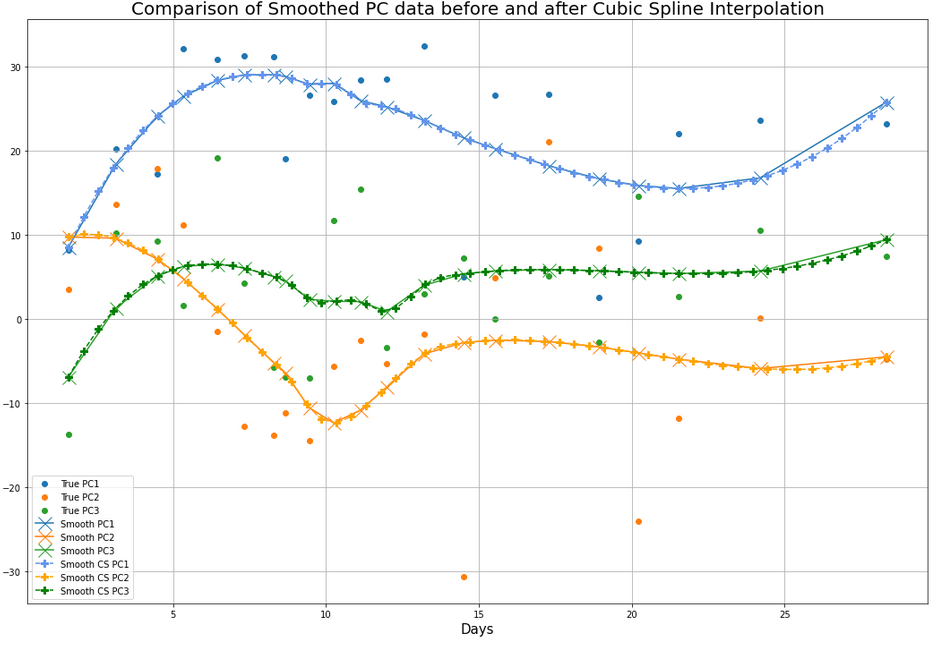 Comparison of Smoothed PC data before and after Cubic Spline Interpolation
30
20
10
0
−10
−20
−30
True PC1
True PC2
True PC3
Smooth PC1
Smooth PC2
Smooth PC3
Smooth CS PC1
Smooth CS PC2
Smooth CS PC3
5 10 15 20 25
Days